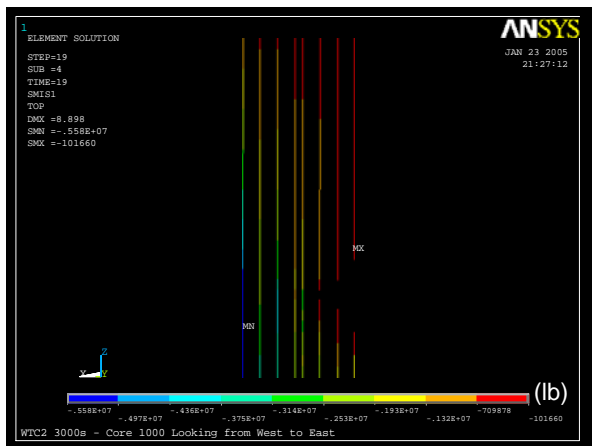 1
ELEMENT SOLUTION
STEP=19
SUB =4
TIME=19
SMIS1
TOP
DMX =8.898
SMN =-.558E+07
SMX =-101660
ANSYS
JAN 23 2005
21:27:12
MX
MN
Z
X
Y
(lb)
-.558E+07 -.436E+07 -.314E+07 -.193E+07 -709878
-.497E+07 -.375E+07 -.253E+07 -.132E+07 -101660
WTC2 3000s - Core 1000 Looking from West to East